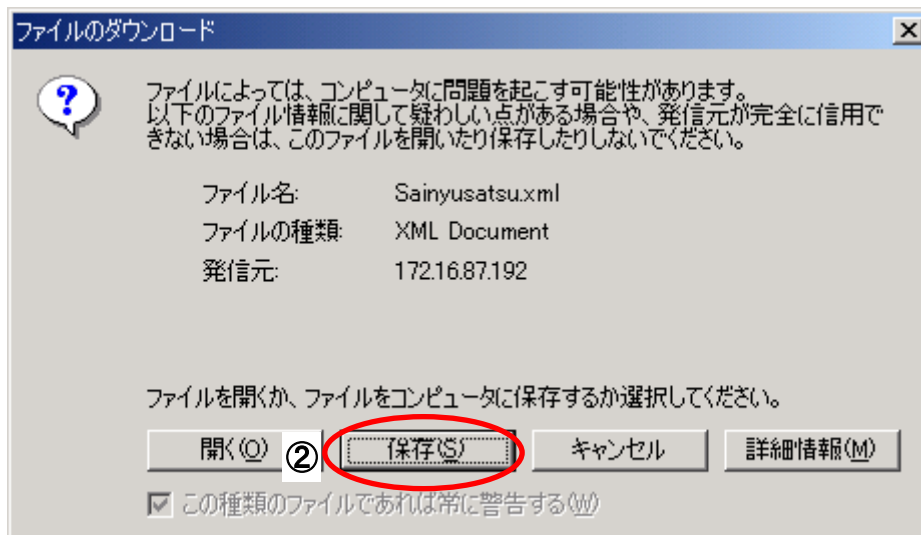 ファイルのダウンロード
ファイルによっては、コンピュータに問題を起こす可能性があります。
以下のファイル情報に関して疑わしい点がある場合や、発信元が完全に信用で
きない場合は、このファイルを開いたり保存したりしないでください。
ファイル名: Sainyusatsu.xml
ファイルの種類: XML Document
発信元: 172.16.87.192
ファイルを開くか、ファイルをコンピュータに保存するか選択してください。
開く(O) ② 保存(S) キャンセル 詳細情報(M)
この種類のファイルであれば常に警告する(W)